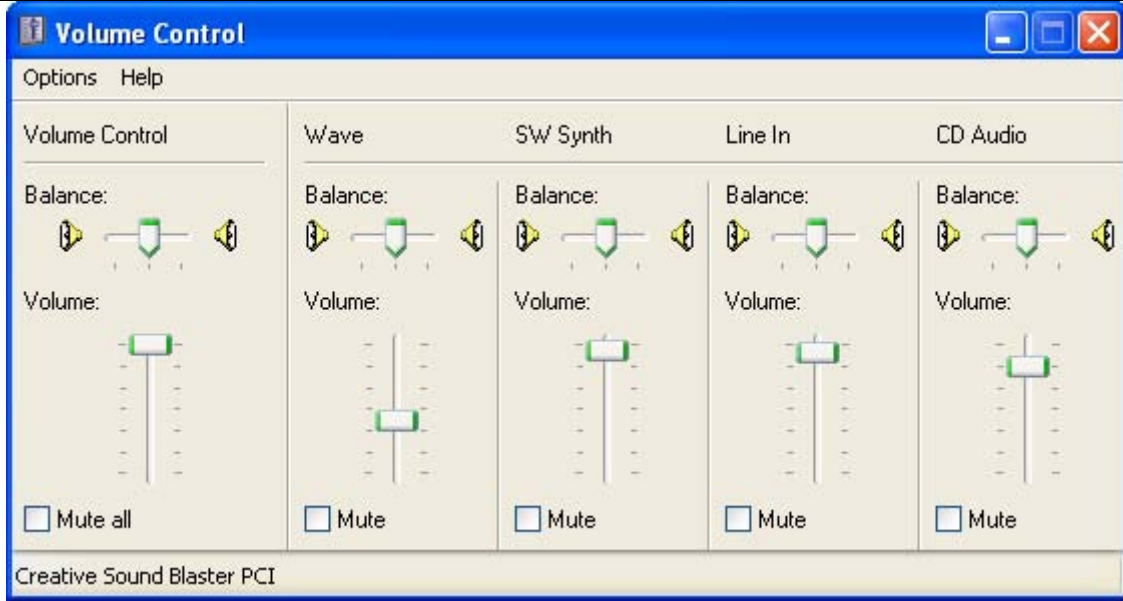 Volume Control
Options Help
Volume Control Wave SW Synth Line In CD Audio
Balance: Balance: Balance: Balance: Balance:
Volume: Volume: Volume: Volume: Volume:
Mute all Mute Mute Mute Mute
Creative Sound Blaster PCI